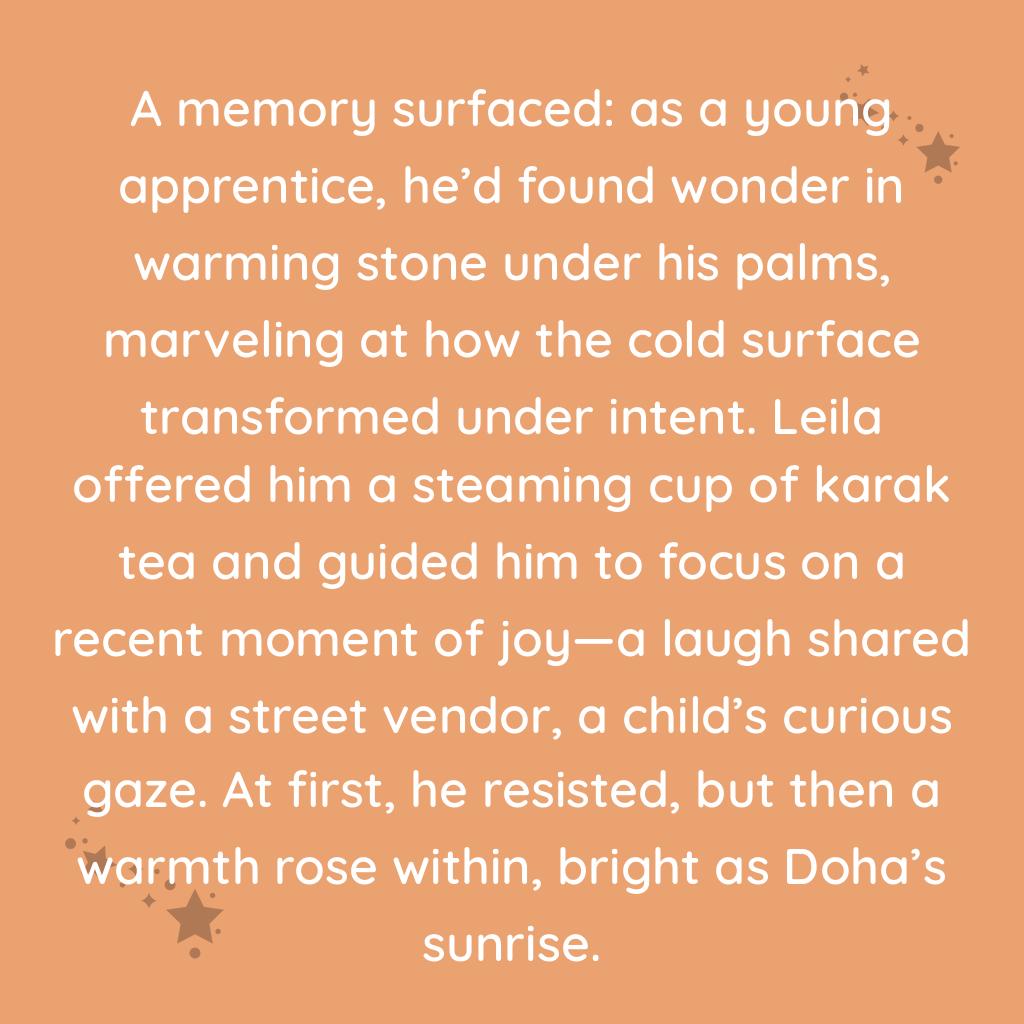 A memory surfaced: as a young
apprentice, he’d found wonder in
warming stone under his palms,
marveling at how the cold surface
transformed under intent. Leila
offered him a steaming cup of karak
tea and guided him to focus on a
recent moment of joy—a laugh shared
with a street vendor, a child’s curious
gaze. At first, he resisted, but then a
warmth rose within, bright as Doha’s
sunrise.